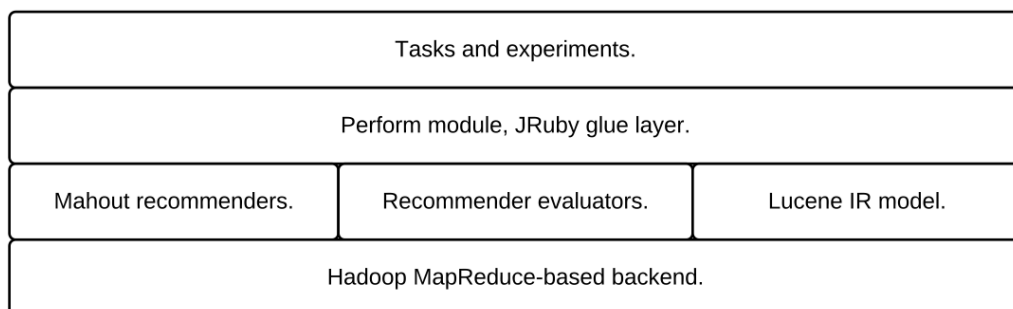 Tasks and experiments.
Perform module, JRuby glue layer.
Mahout recommenders.
Recommender evaluators.
Lucene IR model.
Hadoop MapReduce-based backend.